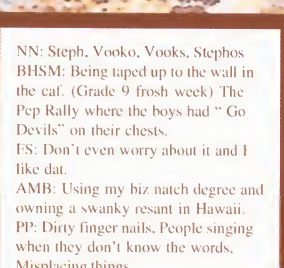 NN: Steph, Vooko, Vooks, Stephos
BHSM: Being taped up to the wall in
the caf. (Grade 9 frosh week) The
Pep Rally where the boys had " Go
Devils" on their chests.
FS: Don't even worry about it and I
like dat.
AMB: Using my biz natch degree and
owning a swanky resant in Hawaii.
PP: Dirty finger nails, People singing
when they don't know the words,
Misplacing things